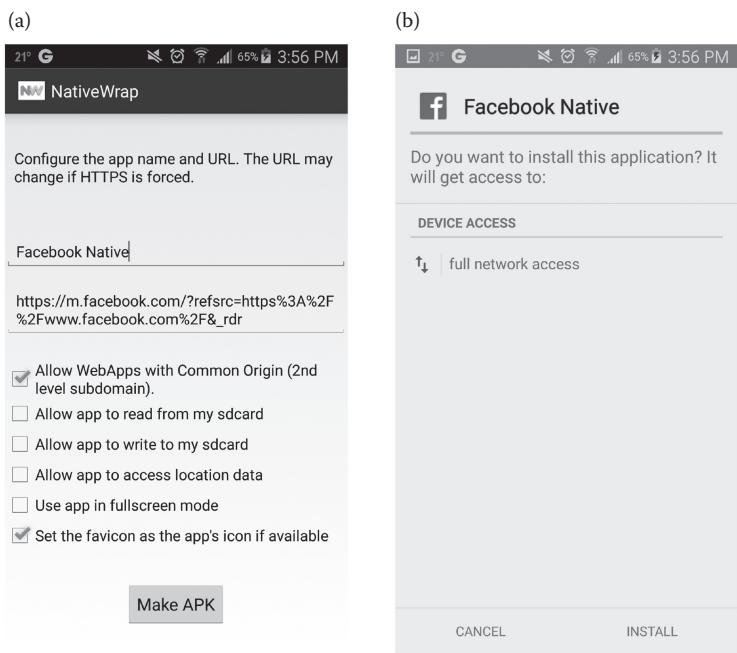 (a)
21° G 65% 3:56 PM
NW NativeWrap
Configure the app name and URL. The URL may
change if HTTPS is forced.
Facebook Native
https://m.facebook.com/?refsrc=https%3A%2F
%2Fwww.facebook.com%2F&_rdr
Allow WebApps with Common Origin (2nd
level subdomain).
Allow app to read from my sdcard
Allow app to write to my sdcard
Allow app to access location data
Use app in fullscreen mode
Set the favicon as the app's icon if available
Make APK
(b)
21° G 65% 3:56 PM
f Facebook Native
Do you want to install this application? It
will get access to:
DEVICE ACCESS
full network access
CANCEL INSTALL